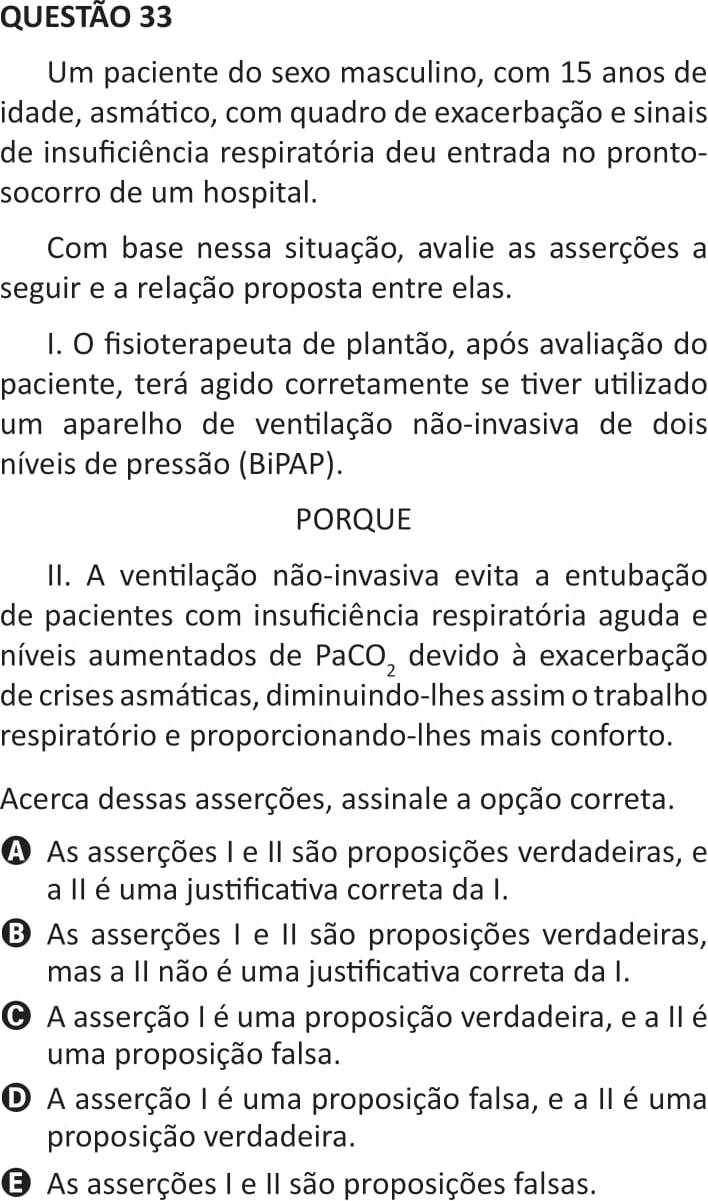 QUESTÃO 33
Um paciente do sexo masculino, com 15 anos de
idade, asmático, com quadro de exacerbação e sinais
de insuficiência respiratória deu entrada no pronto-
socorro de um hospital.
Com base nessa situação, avalie as asserções a
seguir e a relação proposta entre elas.
I. O fisioterapeuta de plantão, após avaliação do
paciente, terá agido corretamente se tiver utilizado
um aparelho de ventilação não-invasiva de dois
níveis de pressão (BiPAP).
PORQUE
II. A ventilação não-invasiva evita a entubação
de pacientes com insuficiência respiratória aguda e
níveis aumentados de PaCO₂ devido à exacerbação
de crises asmáticas, diminuindo-lhes assim o trabalho
respiratório e proporcionando-lhes mais conforto.
Acerca dessas asserções, assinale a opção correta.
A As asserções I e II são proposições verdadeiras, e
a II é uma justificativa correta da I.
B As asserções I e II são proposições verdadeiras,
mas a II não é uma justificativa correta da I.
C A asserção I é uma proposição verdadeira, e a II é
uma proposição falsa.
D A asserção I é uma proposição falsa, e a II é uma
proposição verdadeira.
E As asserções I e II são proposições falsas.